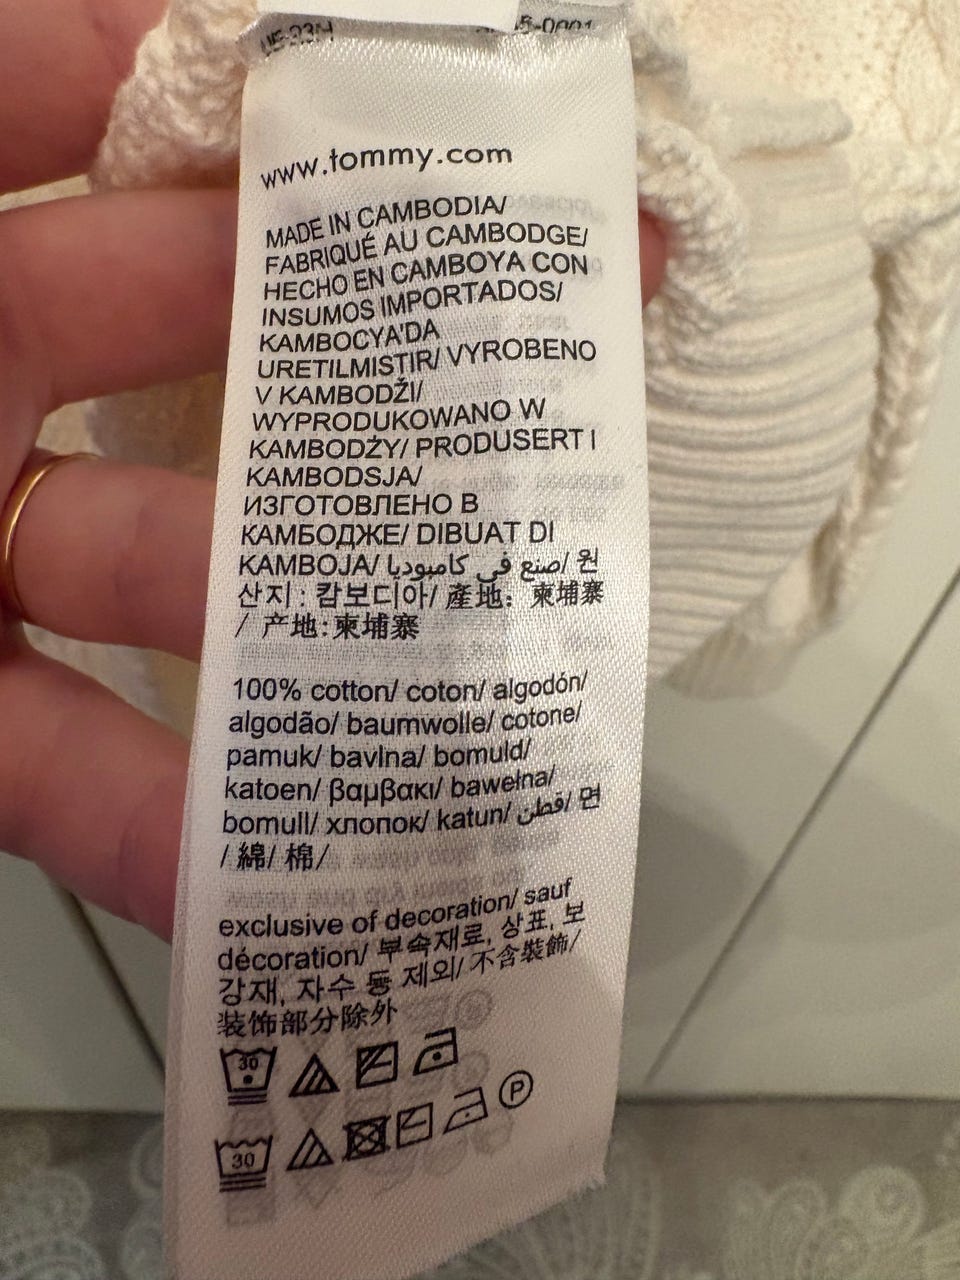 www.tommy.com
MADE IN CAMBODIA/
FABRIQUÉ AU CAMBODGE/
HECHO EN CAMBOYA CON
INSUMOS IMPORTADOS/
KAMBOCYA'DA
URETILMISTIR/ VYROBENO
V KAMBODŽI/
WYPRODUKOWANO W
KAMBODŻY/ PRODUSERT I
KAMBODSJA/
ИЗГОТОВЛЕНО В
КАМБОДЖЕ/ DIBUAT DI
KAMBOJA/ صنع في كامبوديا/ 원
산지 : 캄보디아/ 產地： 柬埔寨
/ 产地:柬埔寨
100% cotton/ coton/ algodón/
algodão/ baumwolle/ cotone/
pamuk/ bavlna/ bomuld/
katoen/ βαμβακι/ bawełna/
bomull/ хлопок/ katun/ قطن/ 면
/ 綿/ 棉/
exclusive of decoration/ sauf
décoration/ 부속재료, 상표, 보
강재, 자수 등 제외/ 不含裝飾/
装饰部分除外
30
30 P